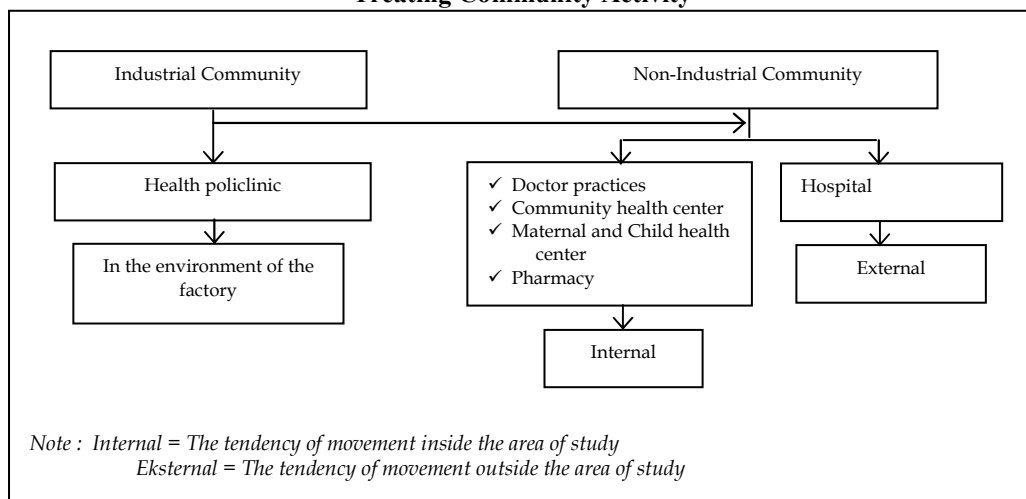 Treating Community Activity
Industrial Community
Non-Industrial Community
Health policlinic
✓ Doctor practices
✓ Community health center
✓ Maternal and Child health
center
✓ Pharmacy
Hospital
In the environment of the
factory
External
Internal
Note : Internal = The tendency of movement inside the area of study
Eksternal = The tendency of movement outside the area of study